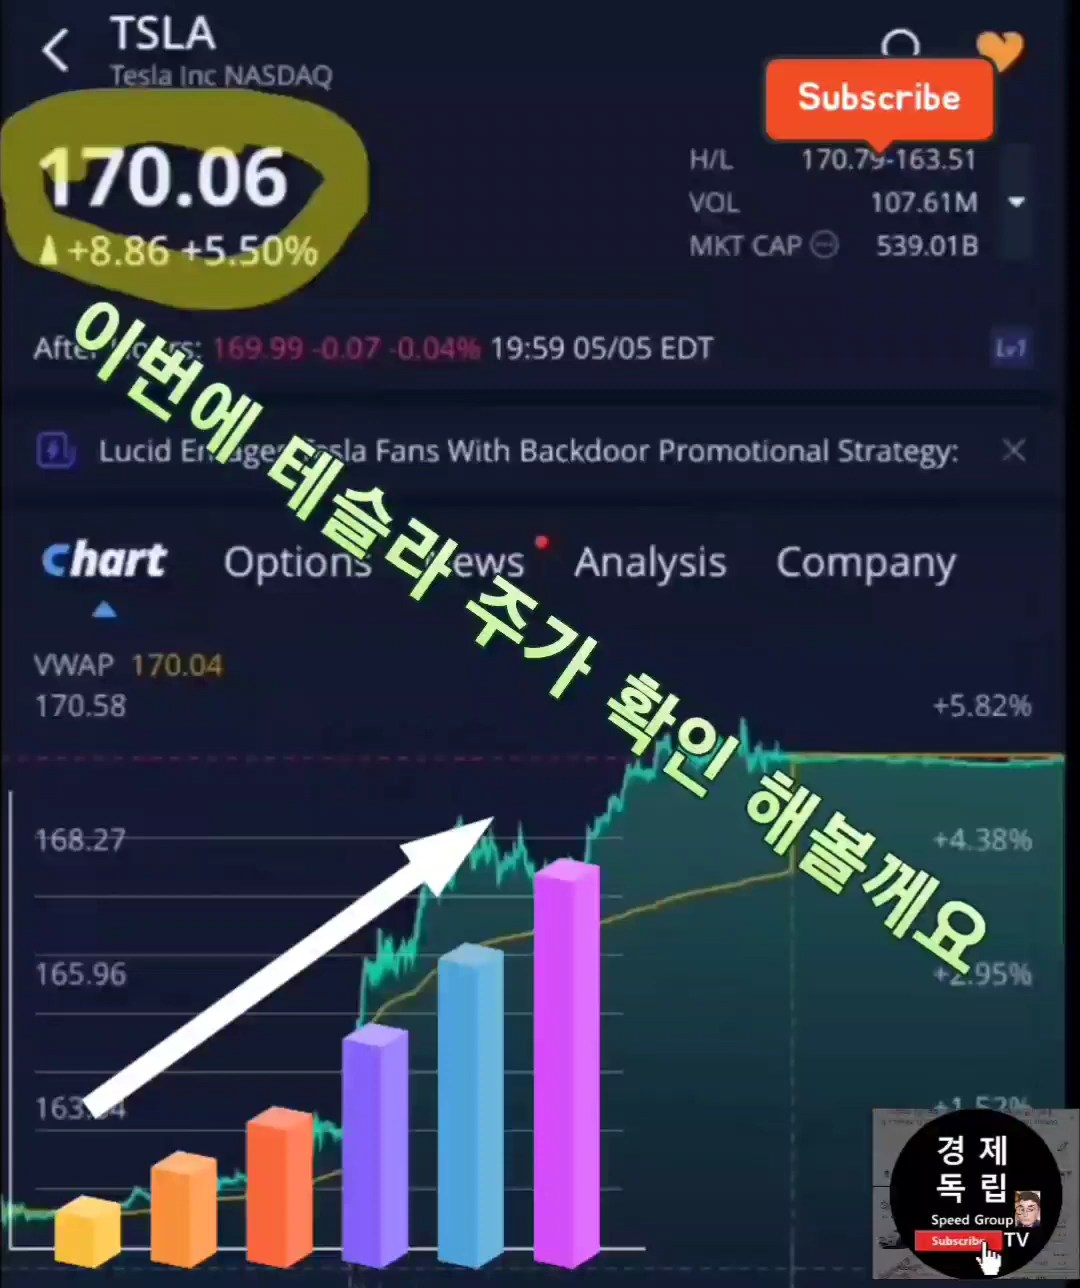 TSLA
Tesla Inc NASDAQ
Subscribe
170.06
+8.86 +5.50%
H/L 170.79-163.51
VOL 107.61M
MKT CAP 539.01B
169.99 -0.07 -0.04% 19:59 05/05 EDT
Lv1
이번에 테슬라 주가 확인 해볼께요
Lucid Fans With Backdoor Promotional Strategy:
Chart Options News Analysis Company
VWAP 170.04
170.58 +5.82%
168.27 +4.38%
165.96 +2.95%
+1.52%
경제
독립
Speed Group
Subscribe TV